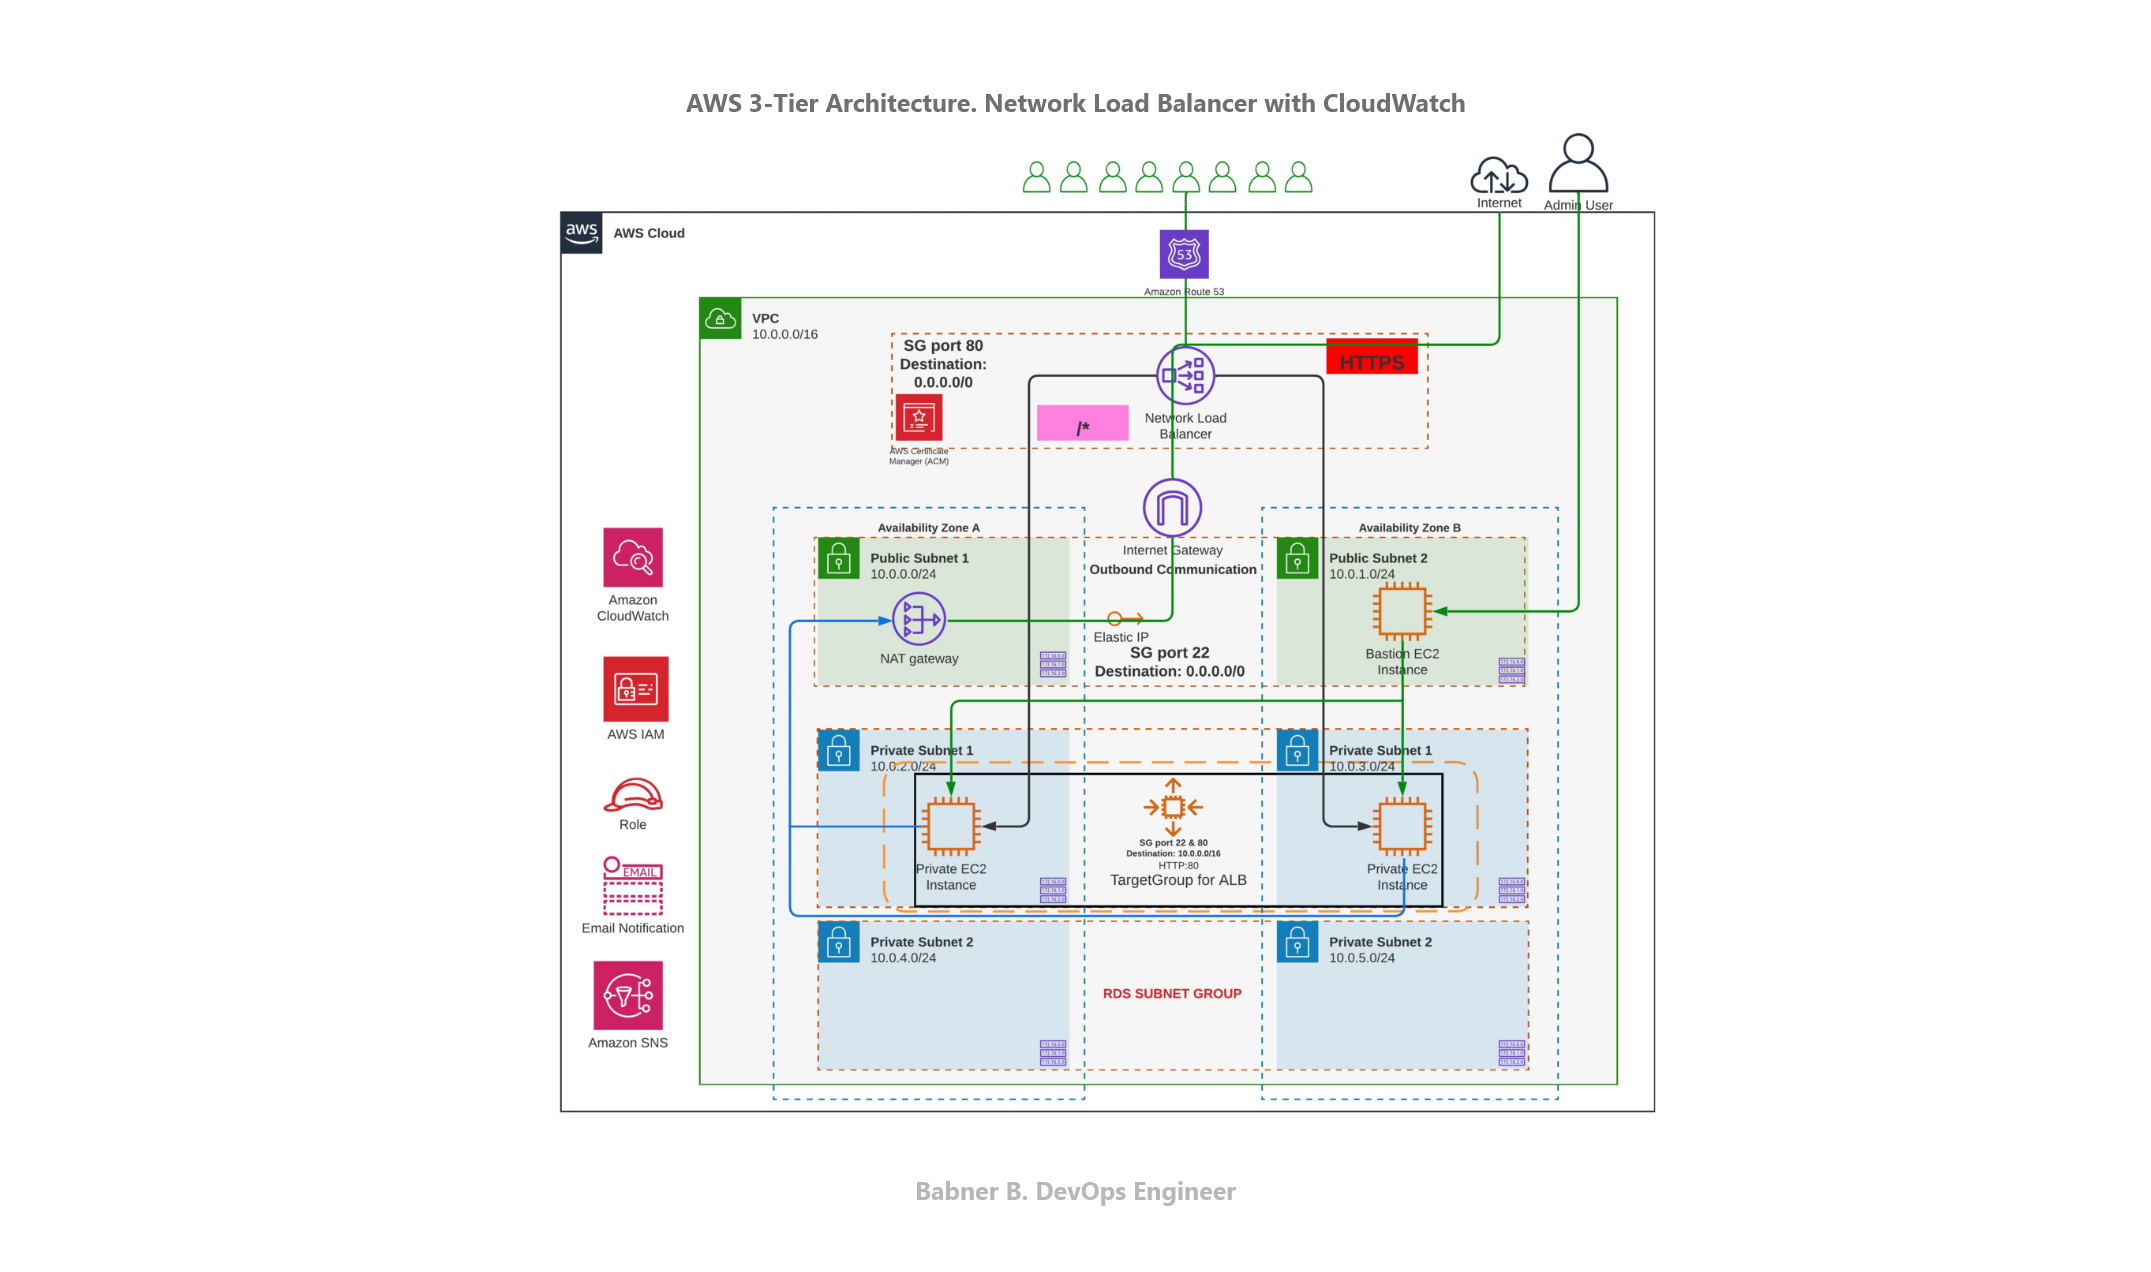 AWS 3-Tier Architecture. Network Load Balancer with CloudWatch
Internet
Admin User
aws
AWS Cloud
53
Amazon Route 53
VPC
10.0.0.0/16
SG port 80
Destination:
0.0.0.0/0
HTTPS
/*
Network Load
Balancer
AWS Certificate
Manager (ACM)
Availability Zone A
Availability Zone B
Internet Gateway
Outbound Communication
Public Subnet 1
10.0.0.0/24
Public Subnet 2
10.0.1.0/24
Amazon
CloudWatch
NAT gateway
Elastic IP
SG port 22
Destination: 0.0.0.0/0
Bastion EC2
Instance
AWS IAM
Private Subnet 1
10.0.2.0/24
Private Subnet 1
10.0.3.0/24
Role
SG port 22 & 80
Destination: 10.0.0.0/16
HTTP:80
TargetGroup for ALB
Private EC2
Instance
Private EC2
Instance
EMAIL
Email Notification
Private Subnet 2
10.0.4.0/24
Private Subnet 2
10.0.5.0/24
RDS SUBNET GROUP
Amazon SNS
Babner B. DevOps Engineer